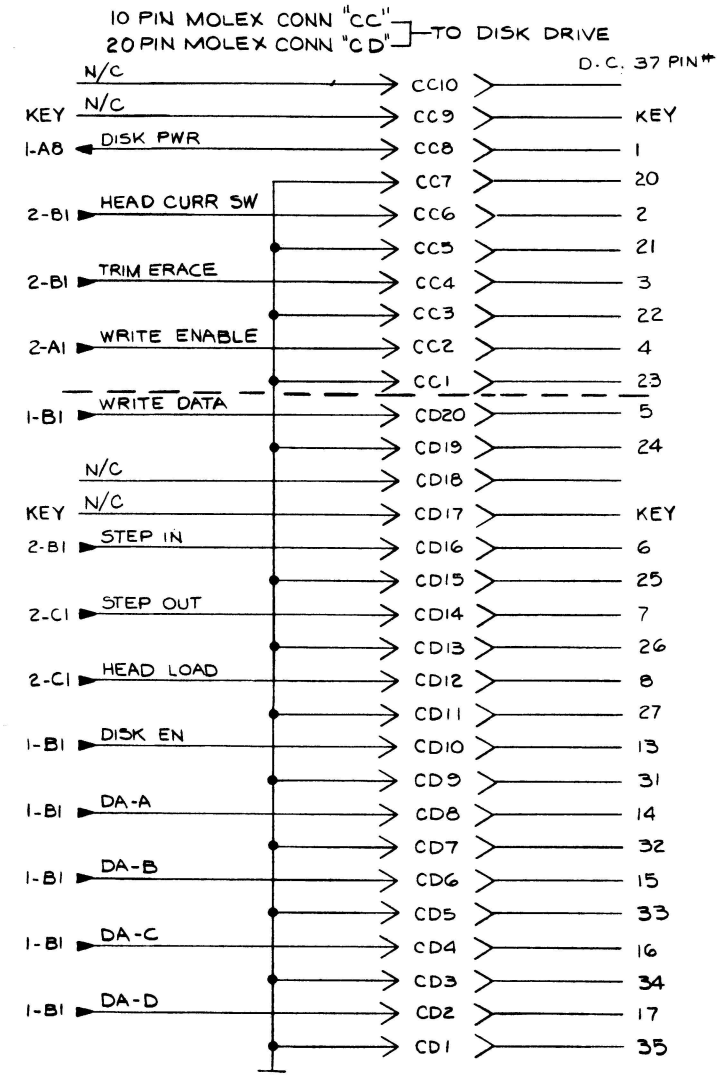 10 PIN MOLEX CONN "CC"
20 PIN MOLEX CONN "CD"
TO DISK DRIVE
D.C. 37 PIN#
N/C CC10
KEY N/C CC9 KEY
1-A8 DISK PWR CC8 1
CC7 20
2-B1 HEAD CURR SW CC6 2
CC5 21
2-B1 TRIM ERACE CC4 3
CC3 22
2-A1 WRITE ENABLE CC2 4
CC1 23
1-B1 WRITE DATA CD20 5
CD19 24
N/C CD18
KEY N/C CD17 KEY
2-B1 STEP IN CD16 6
CD15 25
2-C1 STEP OUT CD14 7
CD13 26
2-C1 HEAD LOAD CD12 8
CD11 27
1-B1 DISK EN CD10 13
CD9 31
1-B1 DA-A CD8 14
CD7 32
1-B1 DA-B CD6 15
CD5 33
1-B1 DA-C CD4 16
CD3 34
1-B1 DA-D CD2 17
CD1 35